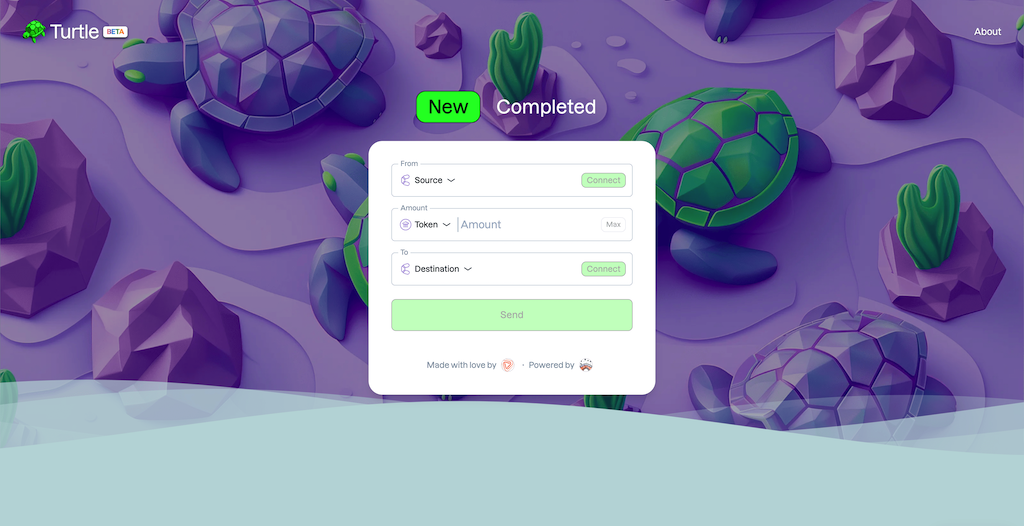 Turtle BETA
About
New Completed
From
Source Connect
Amount
Token Amount Max
To
Destination Connect
Send
Made with love by · Powered by